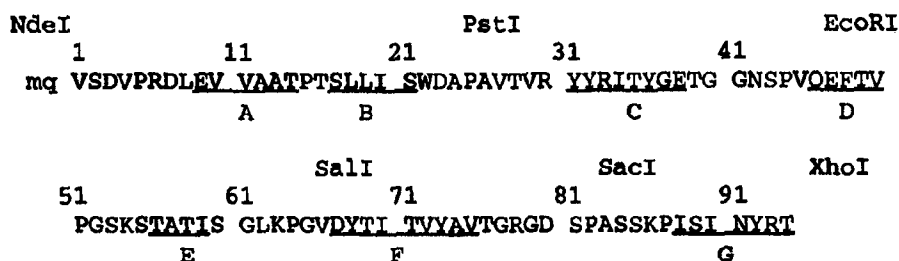 NdeI PstI EcoRI
1 11 21 31 41
mq VSDVPRDLEV VAATPTSLLI SWDAPAVTVR YYRITYGETG GNSPVQEFTV
A B C D
SalI SacI XhoI
51 61 71 81 91
PGSKSTATIS GLKPGVDYTI TVYAVTGRGD SPASSKPISI NYRT
E F G